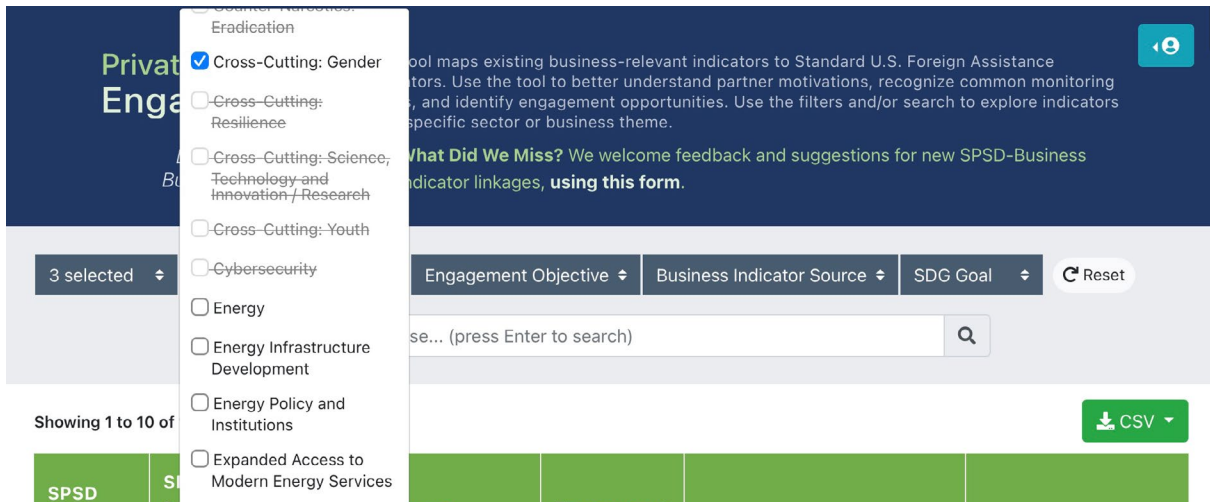 Counter-Narcotics:
Eradication
Cross-Cutting: Gender
Cross-Cutting:
Resilience
Cross-Cutting: Science,
Technology and
Innovation / Research
Cross-Cutting: Youth
Cybersecurity
Energy
Energy Infrastructure
Development
Energy Policy and
Institutions
Expanded Access to
Modern Energy Services
Privat
Enga
Bu
ool maps existing business-relevant indicators to Standard U.S. Foreign Assistance
tors. Use the tool to better understand partner motivations, recognize common monitoring
, and identify engagement opportunities. Use the filters and/or search to explore indicators
specific sector or business theme.
What Did We Miss? We welcome feedback and suggestions for new SPSD-Business
ndicator linkages, using this form.
3 selected
Engagement Objective
Business Indicator Source
SDG Goal
Reset
se... (press Enter to search)
Showing 1 to 10 of
CSV
SPSD